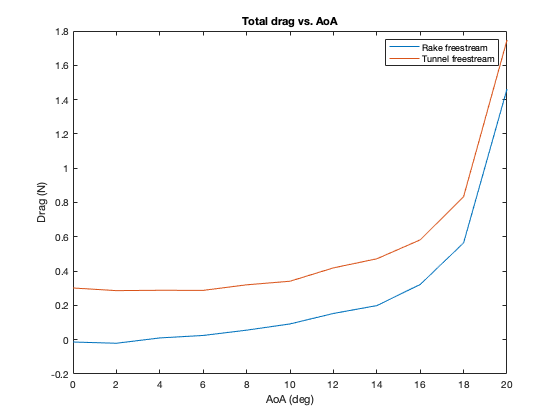 Total drag vs. AoA
Rake freestream
Tunnel freestream
1.8
1.6
1.4
1.2
1
0.8
0.6
0.4
0.2
0
-0.2
Drag (N)
0 2 4 6 8 10 12 14 16 18 20
AoA (deg)